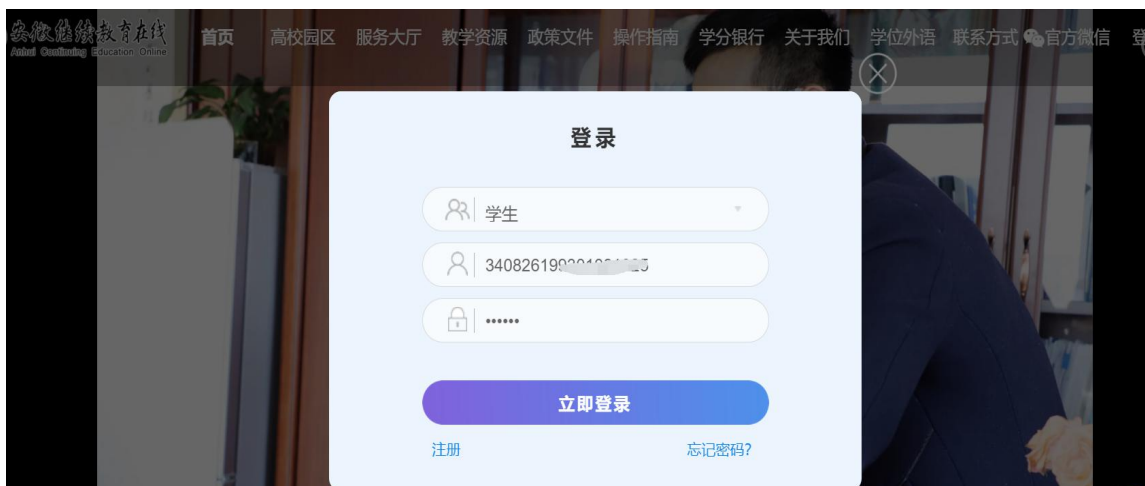 安徽继续教育在线
Anhui Continuing Education Online
首页 高校园区 服务大厅 教学资源 政策文件 操作指南 学分银行 关于我们 学位外语 联系方式 官方微信 登
登录
学生
••••••
立即登录
注册 忘记密码?